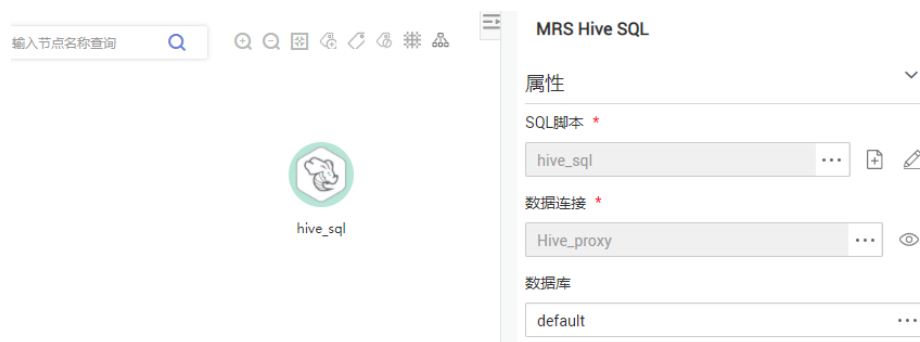 输入节点名称查询
hive_sql
MRS Hive SQL
属性
SQL脚本 *
hive_sql
数据连接 *
Hive_proxy
数据库
default